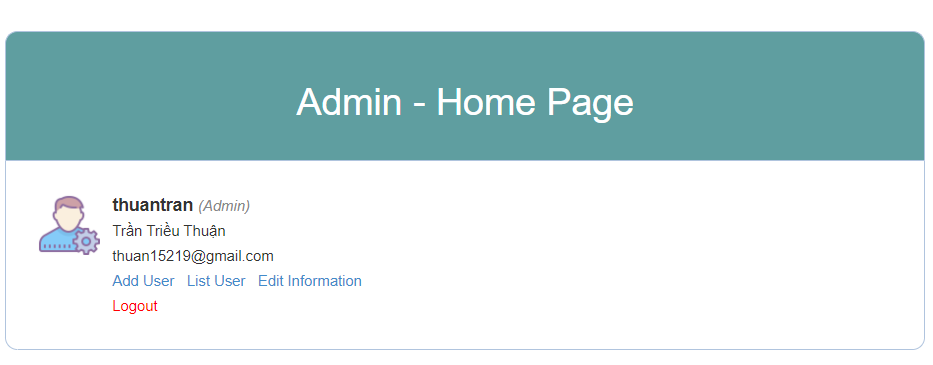 Admin - Home Page
thuantran (Admin)
Trần Triều Thuận
thuan15219@gmail.com
Add User List User Edit Information
Logout